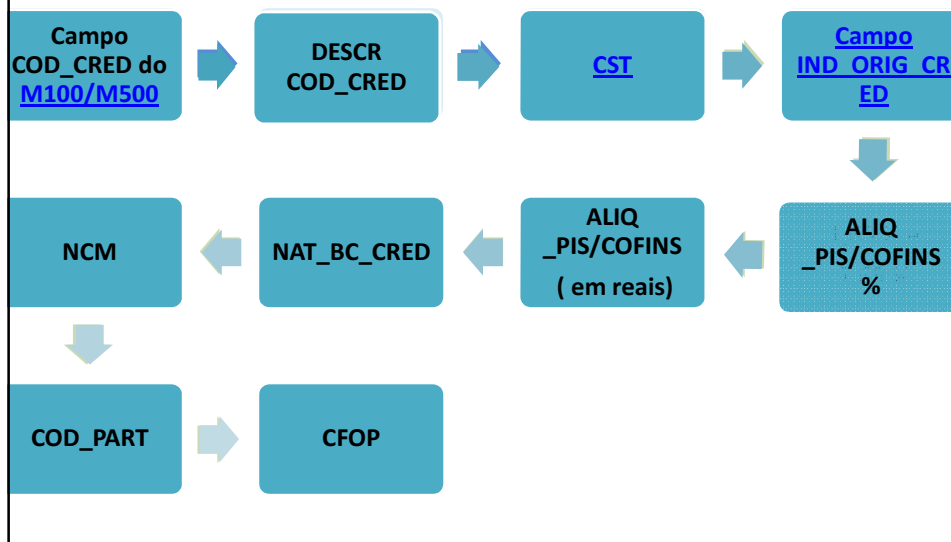 Campo
COD_CRED do
M100/M500
DESCR
COD_CRED
CST
Campo
IND_ORIG_CR
ED
ALIQ
_PIS/COFINS
%
ALIQ
_PIS/COFINS
( em reais)
NAT_BC_CRED
NCM
COD_PART
CFOP